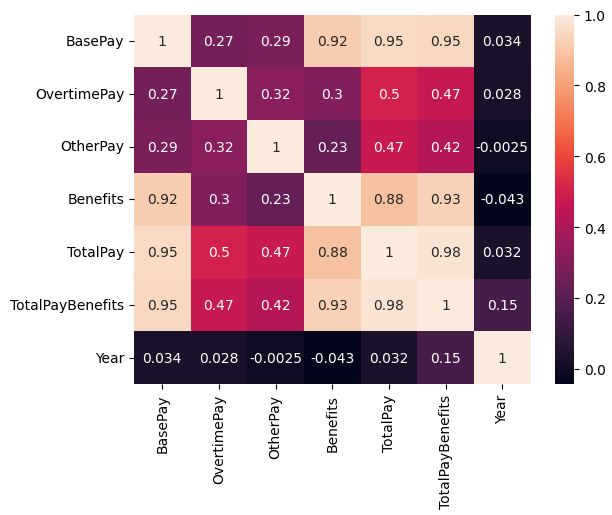 BasePay 1 0.27 0.29 0.92 0.95 0.95 0.034
OvertimePay 0.27 1 0.32 0.3 0.5 0.47 0.028
OtherPay 0.29 0.32 1 0.23 0.47 0.42 -0.0025
Benefits 0.92 0.3 0.23 1 0.88 0.93 -0.043
TotalPay 0.95 0.5 0.47 0.88 1 0.98 0.032
TotalPayBenefits 0.95 0.47 0.42 0.93 0.98 1 0.15
Year 0.034 0.028 -0.0025 -0.043 0.032 0.15 1
BasePay
OvertimePay
OtherPay
Benefits
TotalPay
TotalPayBenefits
Year
1.0
0.8
0.6
0.4
0.2
0.0